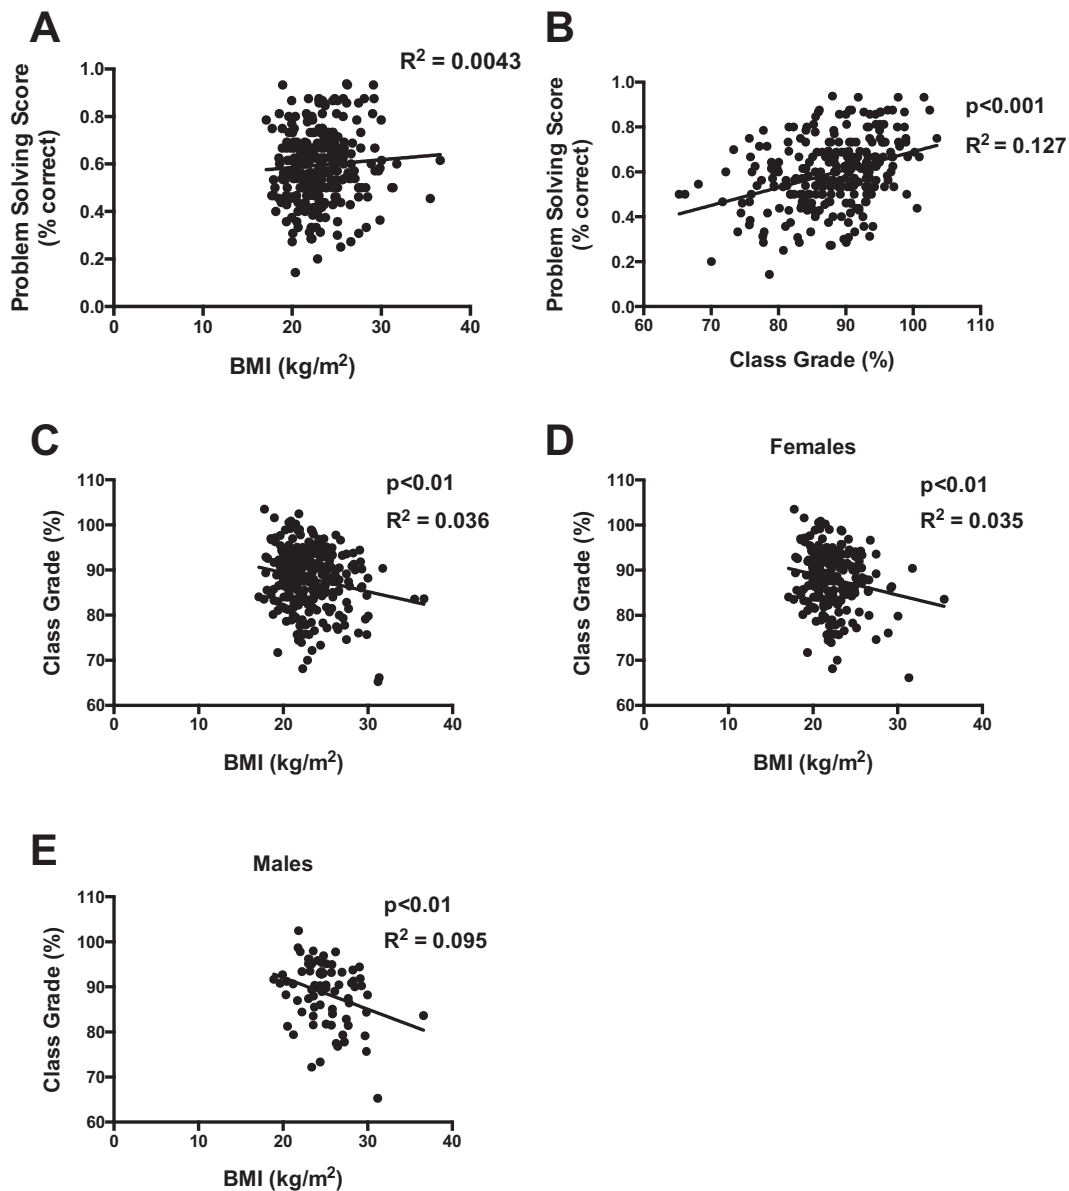 A
R² = 0.0043
Problem Solving Score
(% correct)
1.0
0.8
0.6
0.4
0.2
0.0
0 10 20 30 40
BMI (kg/m²)
B
p<0.001
R² = 0.127
Problem Solving Score
(% correct)
1.0
0.8
0.6
0.4
0.2
0.0
60 70 80 90 100 110
Class Grade (%)
C
p<0.01
R² = 0.036
Class Grade (%)
110
100
90
80
70
60
0 10 20 30 40
BMI (kg/m²)
D
Females
p<0.01
R² = 0.035
Class Grade (%)
110
100
90
80
70
60
0 10 20 30 40
BMI (kg/m²)
E
Males
p<0.01
R² = 0.095
Class Grade (%)
110
100
90
80
70
60
0 10 20 30 40
BMI (kg/m²)